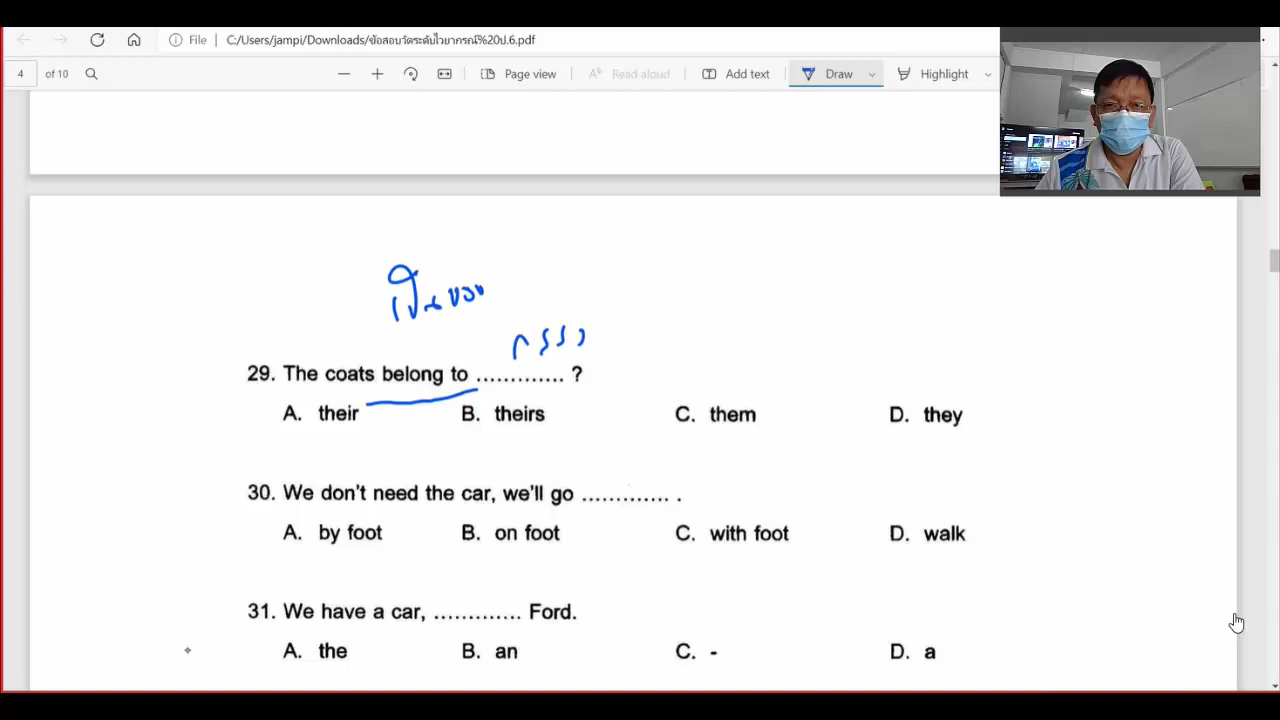 File C:/Users/jampi/Downloads/ข้อสอบวัดระดับไวยากรณ์%20ป.6.pdf
4 of 10 Page view Read aloud Add text Draw Highlight
เป็นของ
กรรม
29. The coats belong to ............. ?
A. their B. theirs C. them D. they
30. We don't need the car, we'll go ............. .
A. by foot B. on foot C. with foot D. walk
31. We have a car, ............. Ford.
A. the B. an C. - D. a